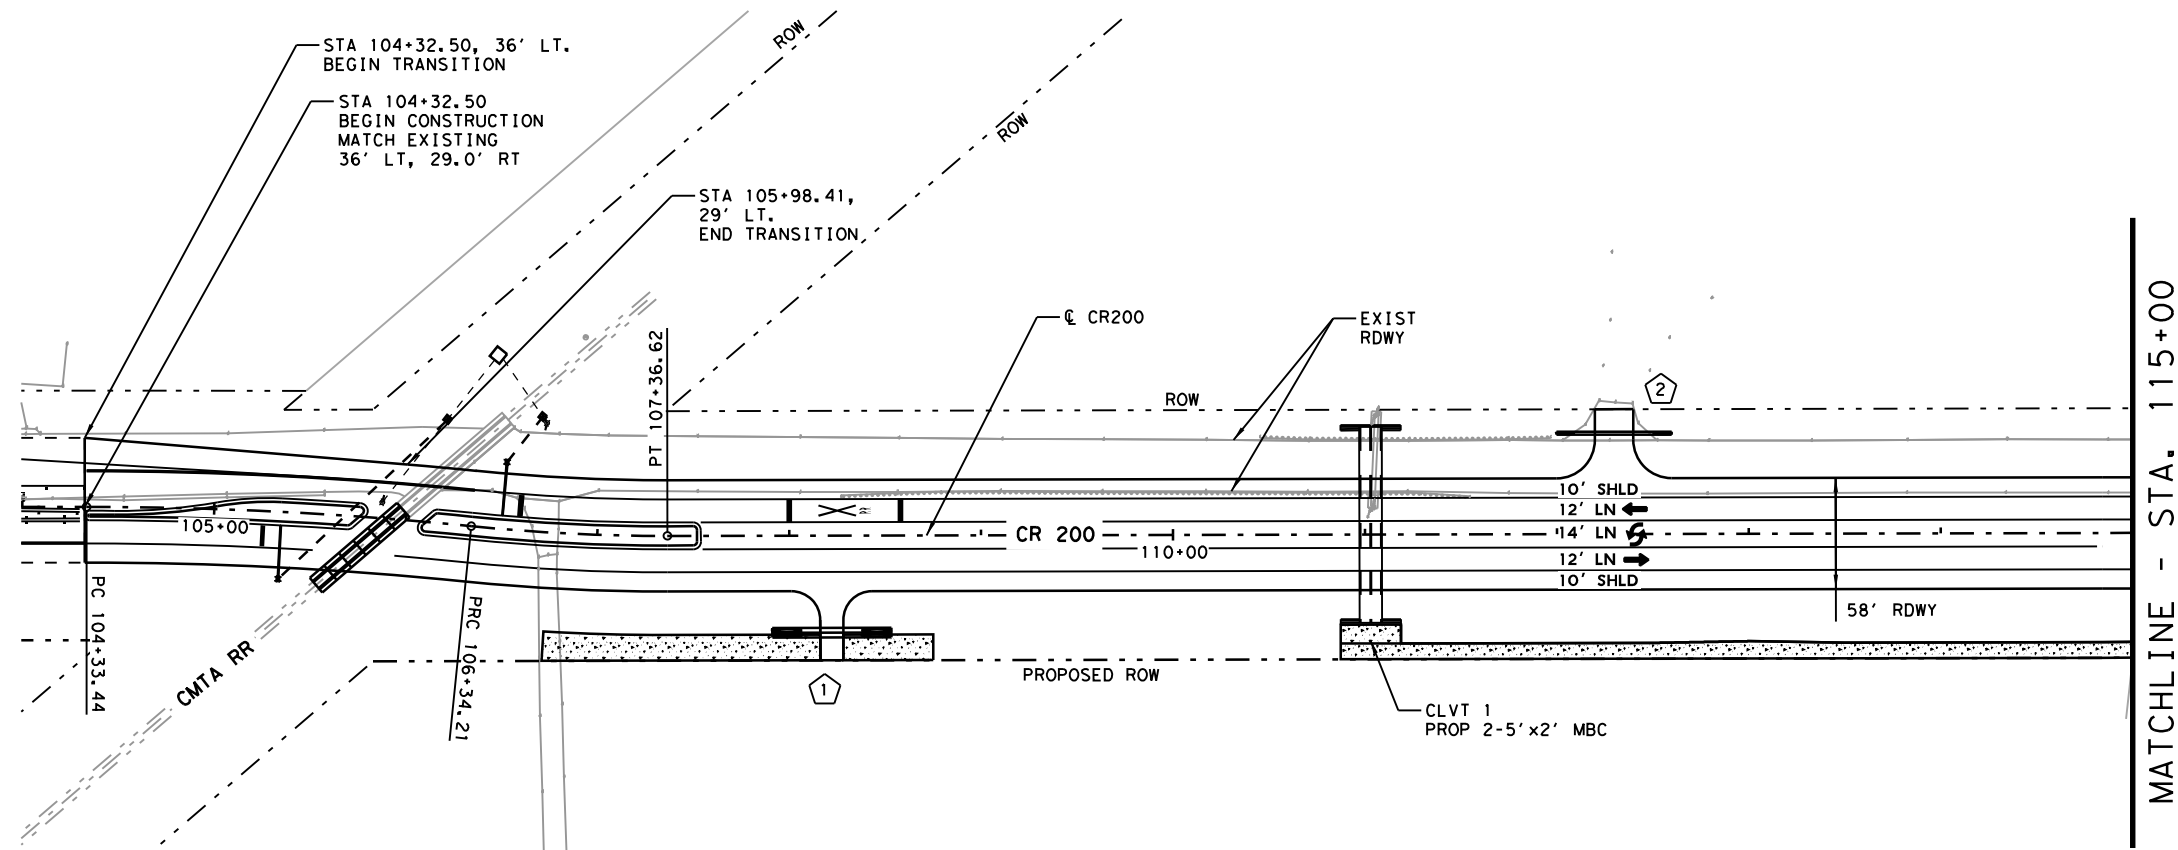 STA 104+32.50, 36' LT.
BEGIN TRANSITION
STA 104+32.50
BEGIN CONSTRUCTION
MATCH EXISTING
36' LT, 29.0' RT
ROW
ROW
STA 105+98.41,
29' LT.
END TRANSITION
℄ CR200
EXIST
RDWY
PT 107+36.62
ROW
2
105+00
CR 200
110+00
10' SHLD
12' LN
14' LN
12' LN
10' SHLD
58' RDWY
PC 104+33.44
PRC 106+34.21
CMTA RR
1
PROPOSED ROW
CLVT 1
PROP 2-5'x2' MBC
MATCHLINE - STA. 115+00